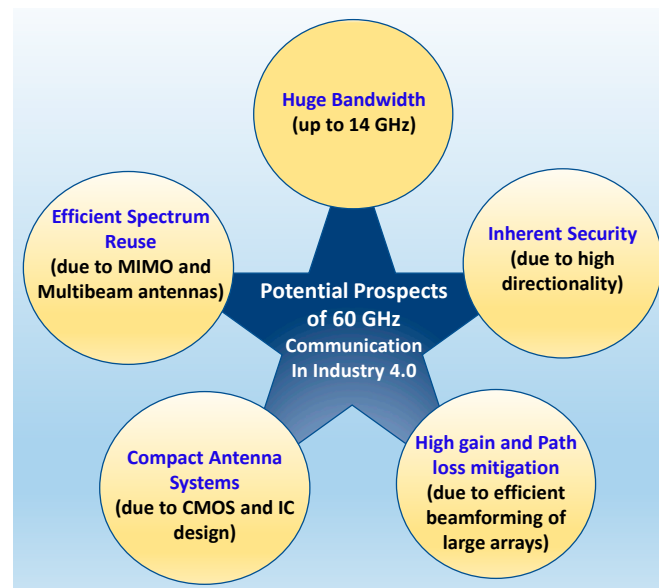 Huge Bandwidth
(up to 14 GHz)
Efficient Spectrum
Reuse
(due to MIMO and
Multibeam antennas)
Inherent Security
(due to high
directionality)
Potential Prospects
of 60 GHz
Communication
In Industry 4.0
Compact Antenna
Systems
(due to CMOS and IC
design)
High gain and Path
loss mitigation
(due to efficient
beamforming of
large arrays)